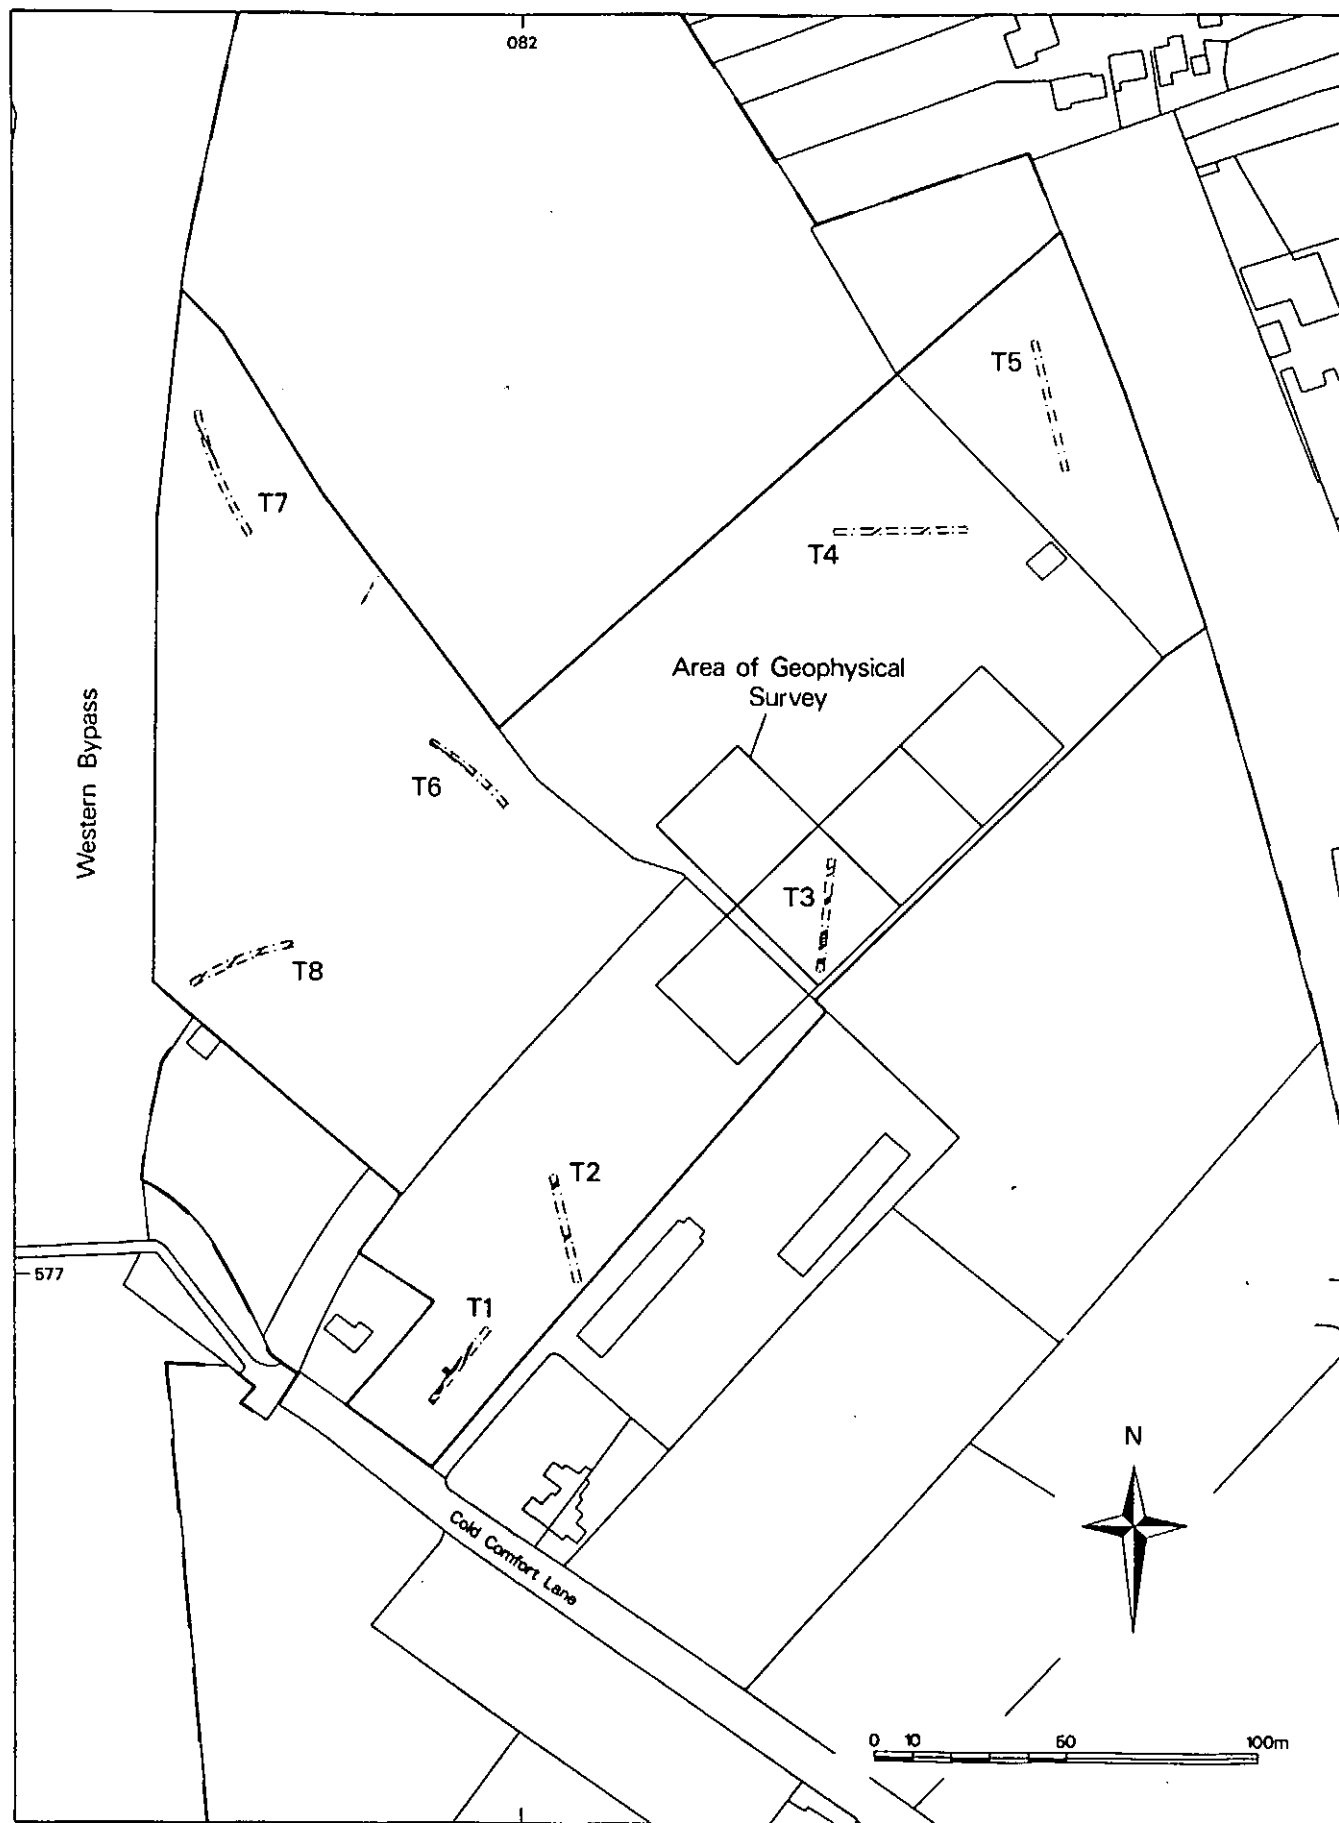 082
T5
T7
T4
Area of Geophysical
Survey
Western Bypass
T6
T3
T8
T2
577
T1
N
Cold Comfort Lane
0 10 50 100m